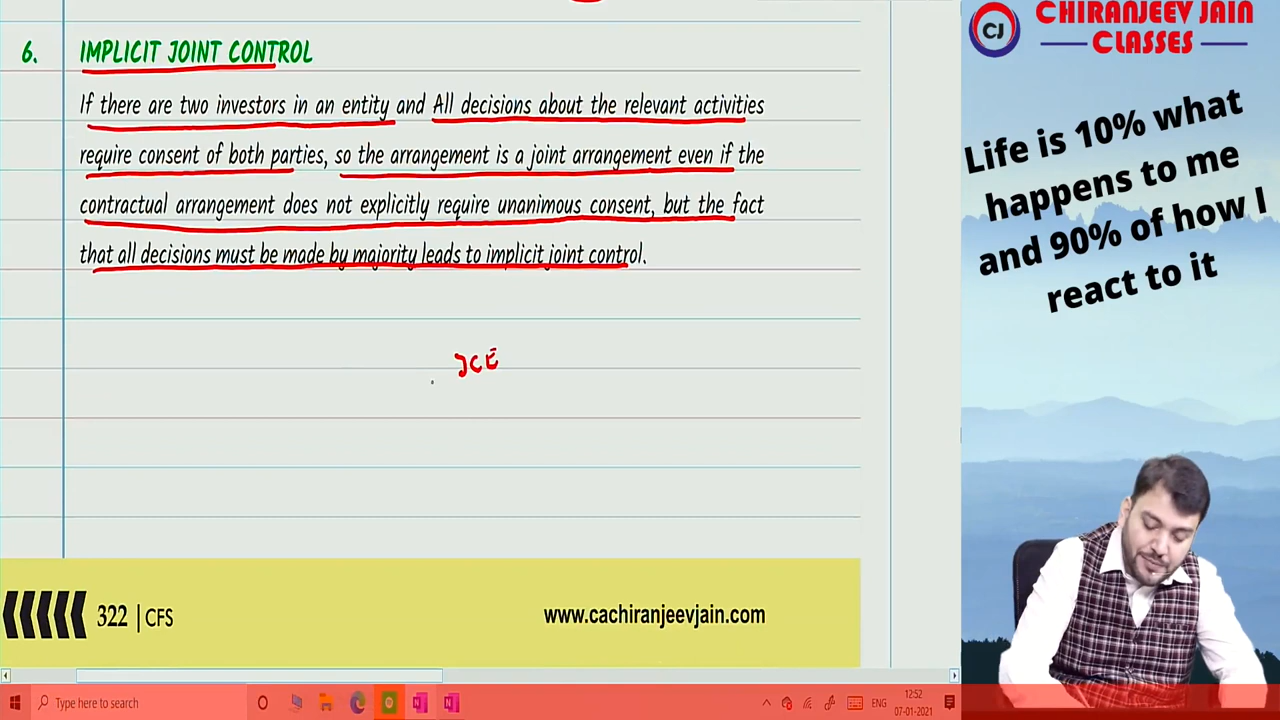 6. IMPLICIT JOINT CONTROL
If there are two investors in an entity and All decisions about the relevant activities
require consent of both parties, so the arrangement is a joint arrangement even if the
contractual arrangement does not explicitly require unanimous consent, but the fact
that all decisions must be made by majority leads to implicit joint control.
JCE
322 | CFS
www.cachiranjeevjain.com
CJ
CHIRANJEEV JAIN
CLASSES
Life is 10% what
happens to me
and 90% of how I
react to it
Type here to search
ENG
12:52
07-01-2021